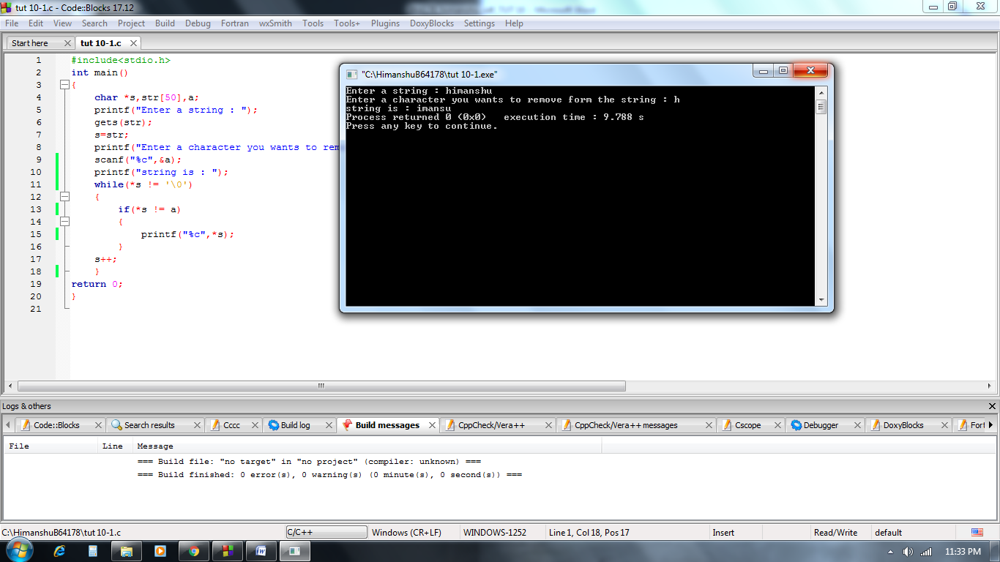 tut 10-1.c - Code::Blocks 17.12
File Edit View Search Project Build Debug Fortran wxSmith Tools Tools+ Plugins DoxyBlocks Settings Help
Start here tut 10-1.c
1 #include<stdio.h>
2 int main()
3 {
4 char *s,str[50],a;
5 printf("Enter a string : ");
6 gets(str);
7 s=str;
8 printf("Enter a character you wants to rem
9 scanf("%c",&a);
10 printf("string is : ");
11 while(*s != '\0')
12 {
13 if(*s != a)
14 {
15 printf("%c",*s);
16 }
17 s++;
18 }
19 return 0;
20 }
21
"C:\HimanshuB64178\tut 10-1.exe"
Enter a string : himanshu
Enter a character you wants to remove form the string : h
string is : imansu
Process returned 0 (0x0)   execution time : 9.788 s
Press any key to continue.
Logs & others
Code::Blocks Search results Cccc Build log Build messages CppCheck/Vera++ CppCheck/Vera++ messages Cscope Debugger DoxyBlocks Fort
File Line Message
=== Build file: "no target" in "no project" (compiler: unknown) ===
=== Build finished: 0 error(s), 0 warning(s) (0 minute(s), 0 second(s)) ===
C:\HimanshuB64178\tut 10-1.c C/C++ Windows (CR+LF) WINDOWS-1252 Line 1, Col 18, Pos 17 Insert Read/Write default
11:33 PM